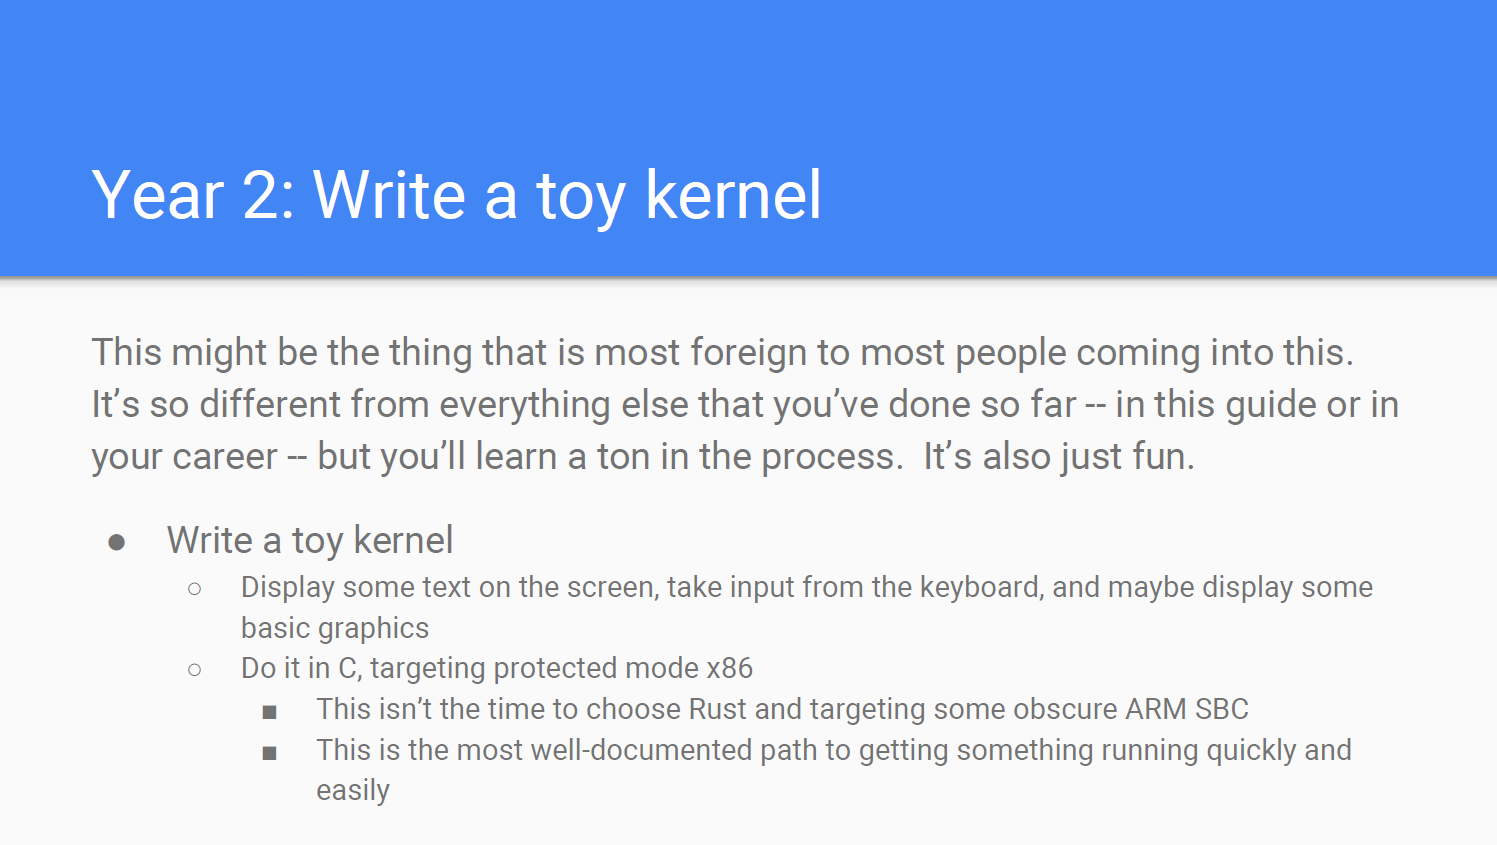 Year 2: Write a toy kernel
This might be the thing that is most foreign to most people coming into this.
It’s so different from everything else that you’ve done so far -- in this guide or in
your career -- but you’ll learn a ton in the process.  It’s also just fun.
● Write a toy kernel
○ Display some text on the screen, take input from the keyboard, and maybe display some
basic graphics
○ Do it in C, targeting protected mode x86
■ This isn’t the time to choose Rust and targeting some obscure ARM SBC
■ This is the most well-documented path to getting something running quickly and
easily